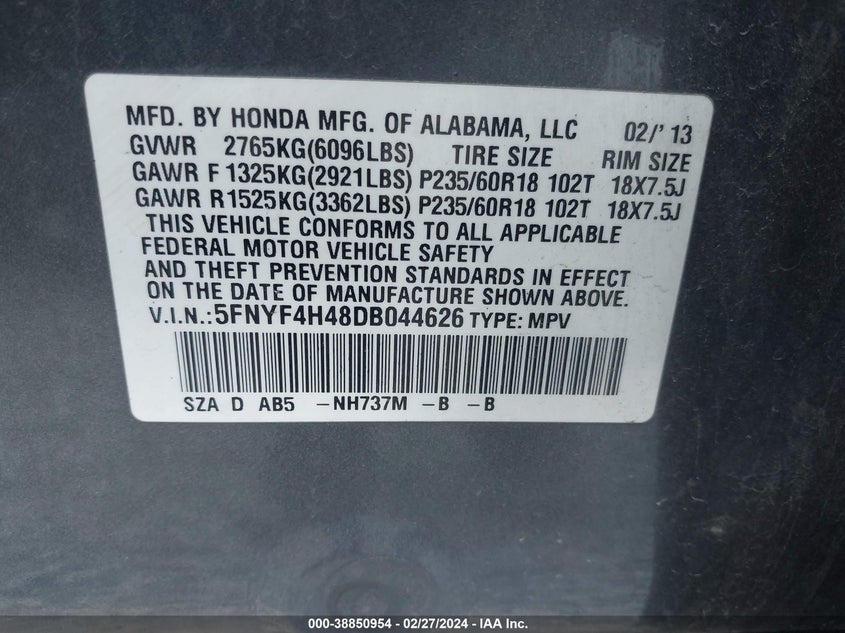 MFD. BY HONDA MFG. OF ALABAMA, LLC 02/' 13
GVWR 2765KG(6096LBS) TIRE SIZE RIM SIZE
GAWR F 1325KG(2921LBS) P235/60R18 102T 18X7.5J
GAWR R1525KG(3362LBS) P235/60R18 102T 18X7.5J
THIS VEHICLE CONFORMS TO ALL APPLICABLE
FEDERAL MOTOR VEHICLE SAFETY
AND THEFT PREVENTION STANDARDS IN EFFECT
ON THE DATE OF MANUFACTURE SHOWN ABOVE.
V.I.N.:5FNYF4H48DB044626 TYPE: MPV
SZA D AB5 -NH737M -B -B
000-38850954 - 02/27/2024 - IAA Inc.